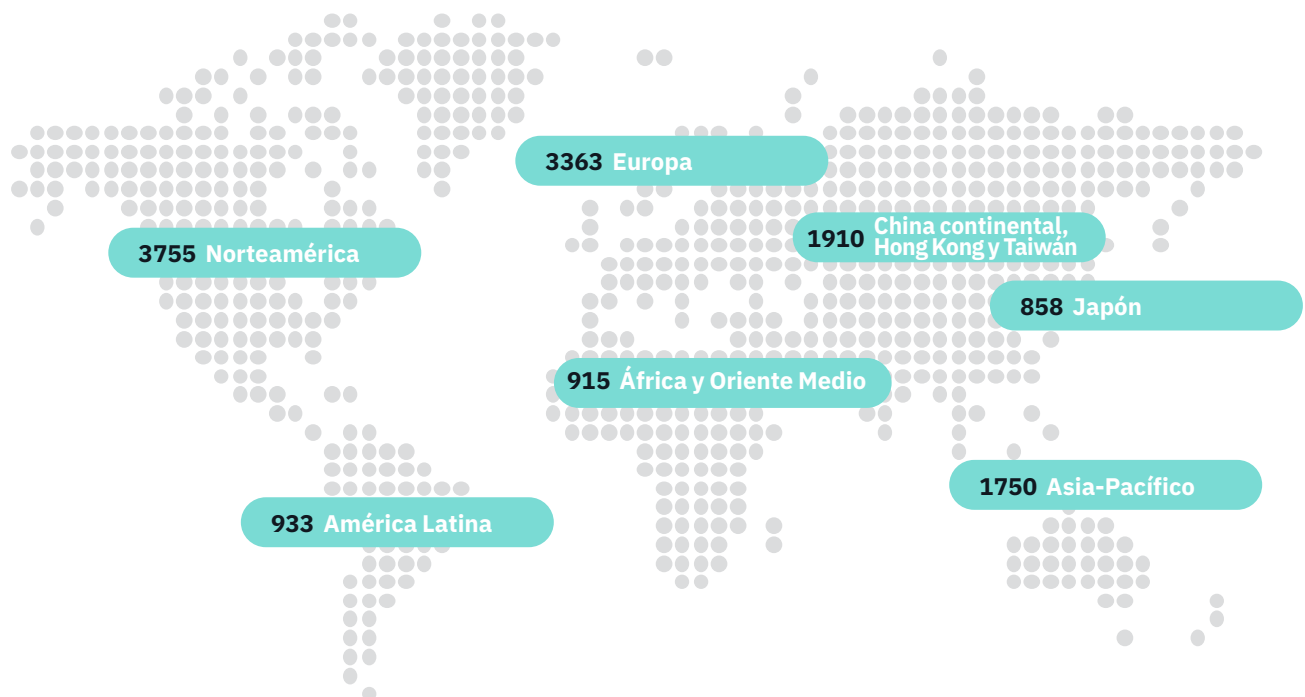 3363 Europa
1910 China continental,
Hong Kong y Taiwán
3755 Norteamérica
858 Japón
915 África y Oriente Medio
1750 Asia-Pacífico
933 América Latina